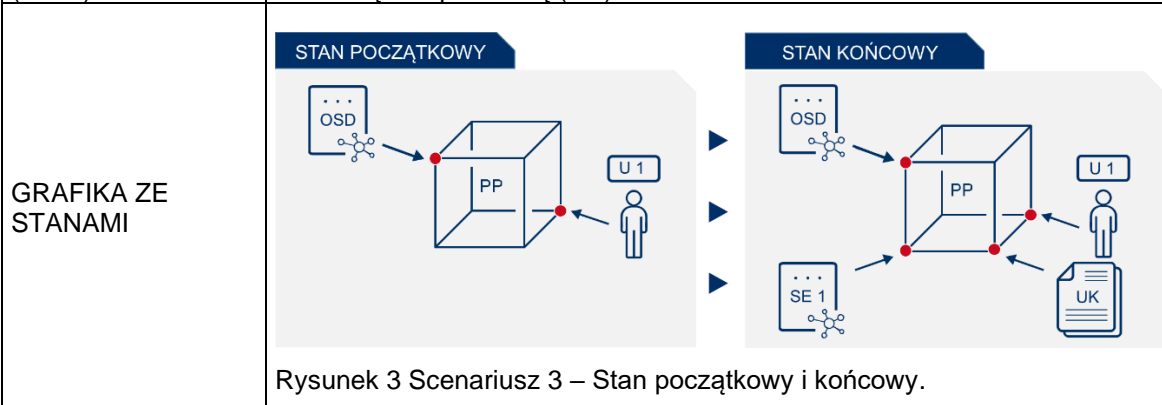 GRAFIKA ZE
STANAMI
STAN POCZĄTKOWY
OSD
PP
U 1
STAN KOŃCOWY
OSD
PP
U 1
SE 1
UK
Rysunek 3 Scenariusz 3 – Stan początkowy i końcowy.